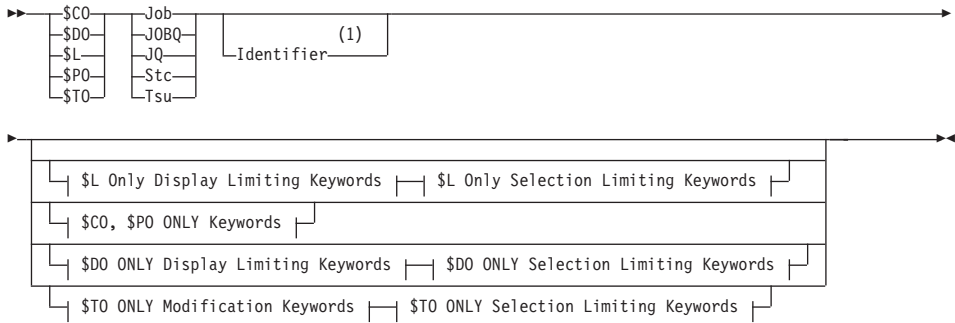 $CO Job
$DO JOBQ (1)
$L JQ Identifier
$PO Stc
$TO Tsu
$L Only Display Limiting Keywords $L Only Selection Limiting Keywords
$CO, $PO ONLY Keywords
$DO ONLY Display Limiting Keywords $DO ONLY Selection Limiting Keywords
$TO ONLY Modification Keywords $TO ONLY Selection Limiting Keywords